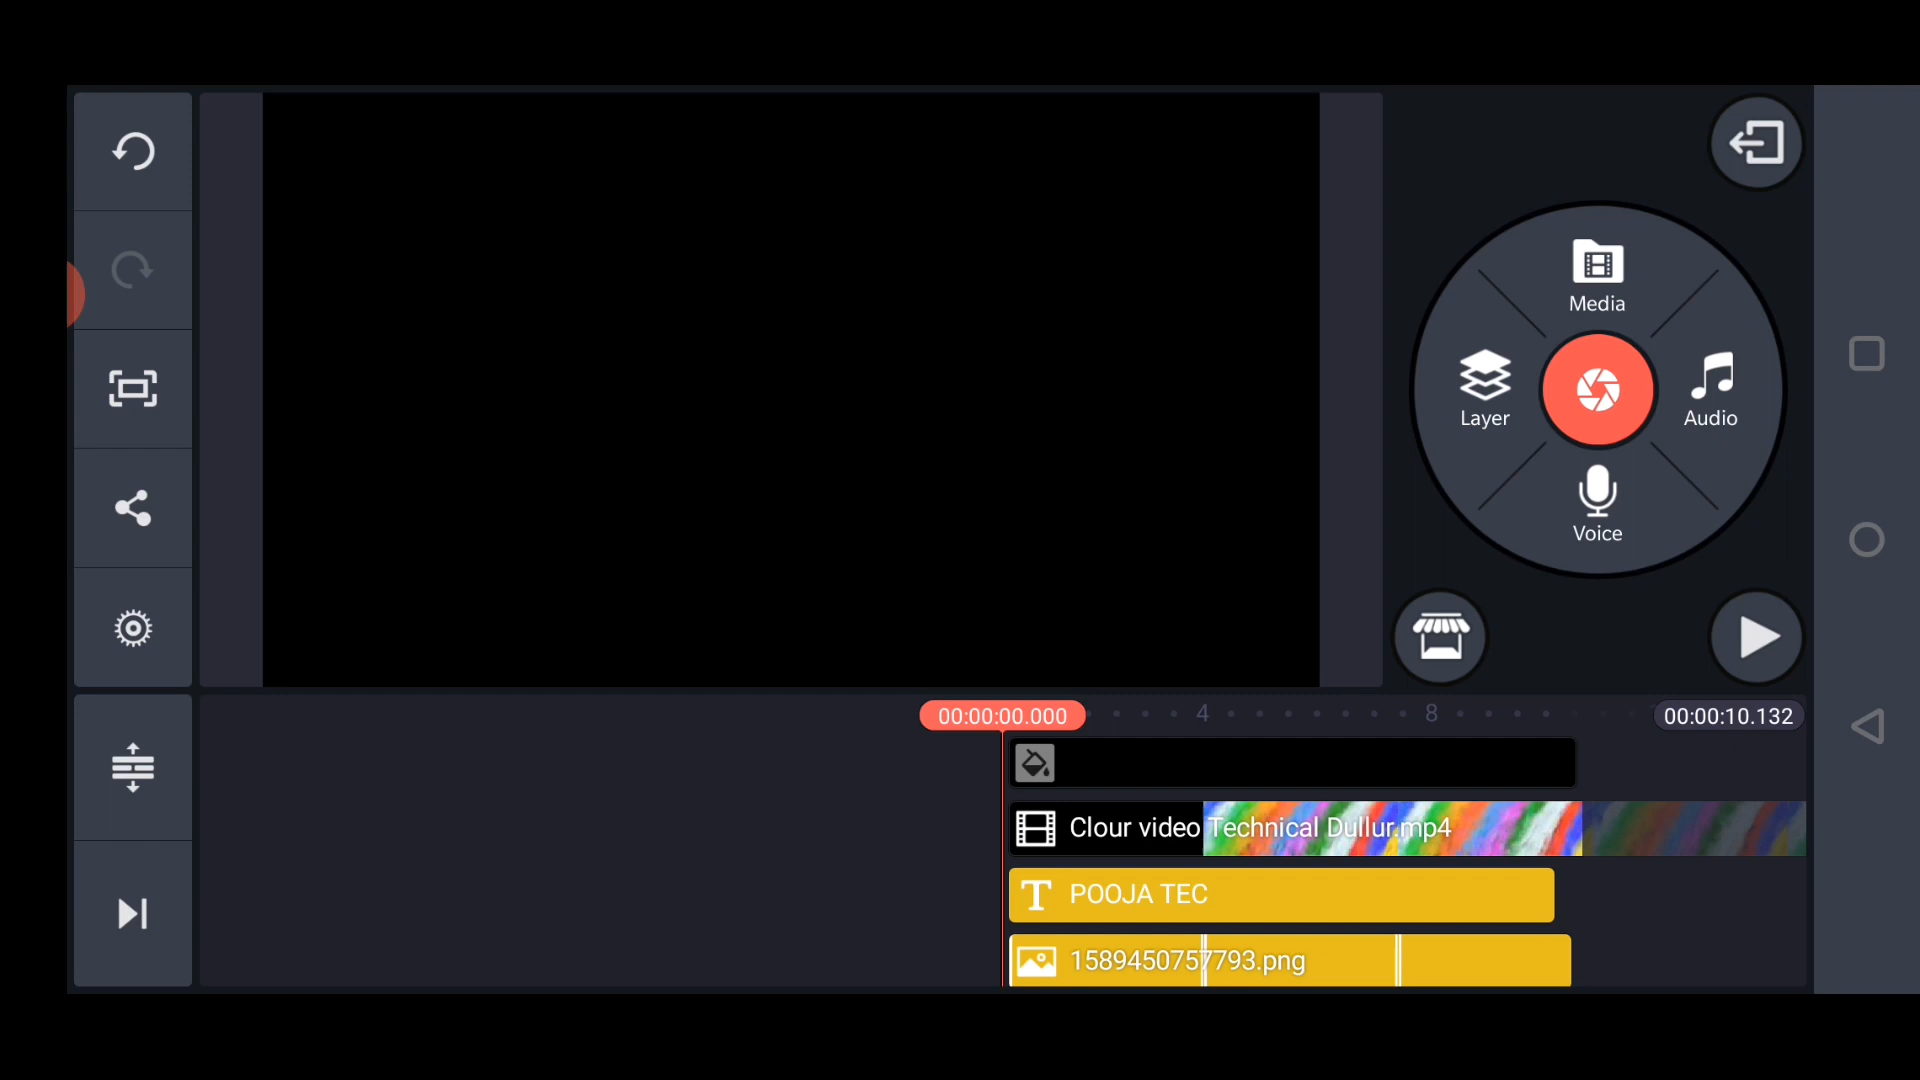 Media
Layer
Audio
Voice
00:00:00.000
4
8
00:00:10.132
Clour video Technical Dullur.mp4
POOJA TEC
1589450757793.png